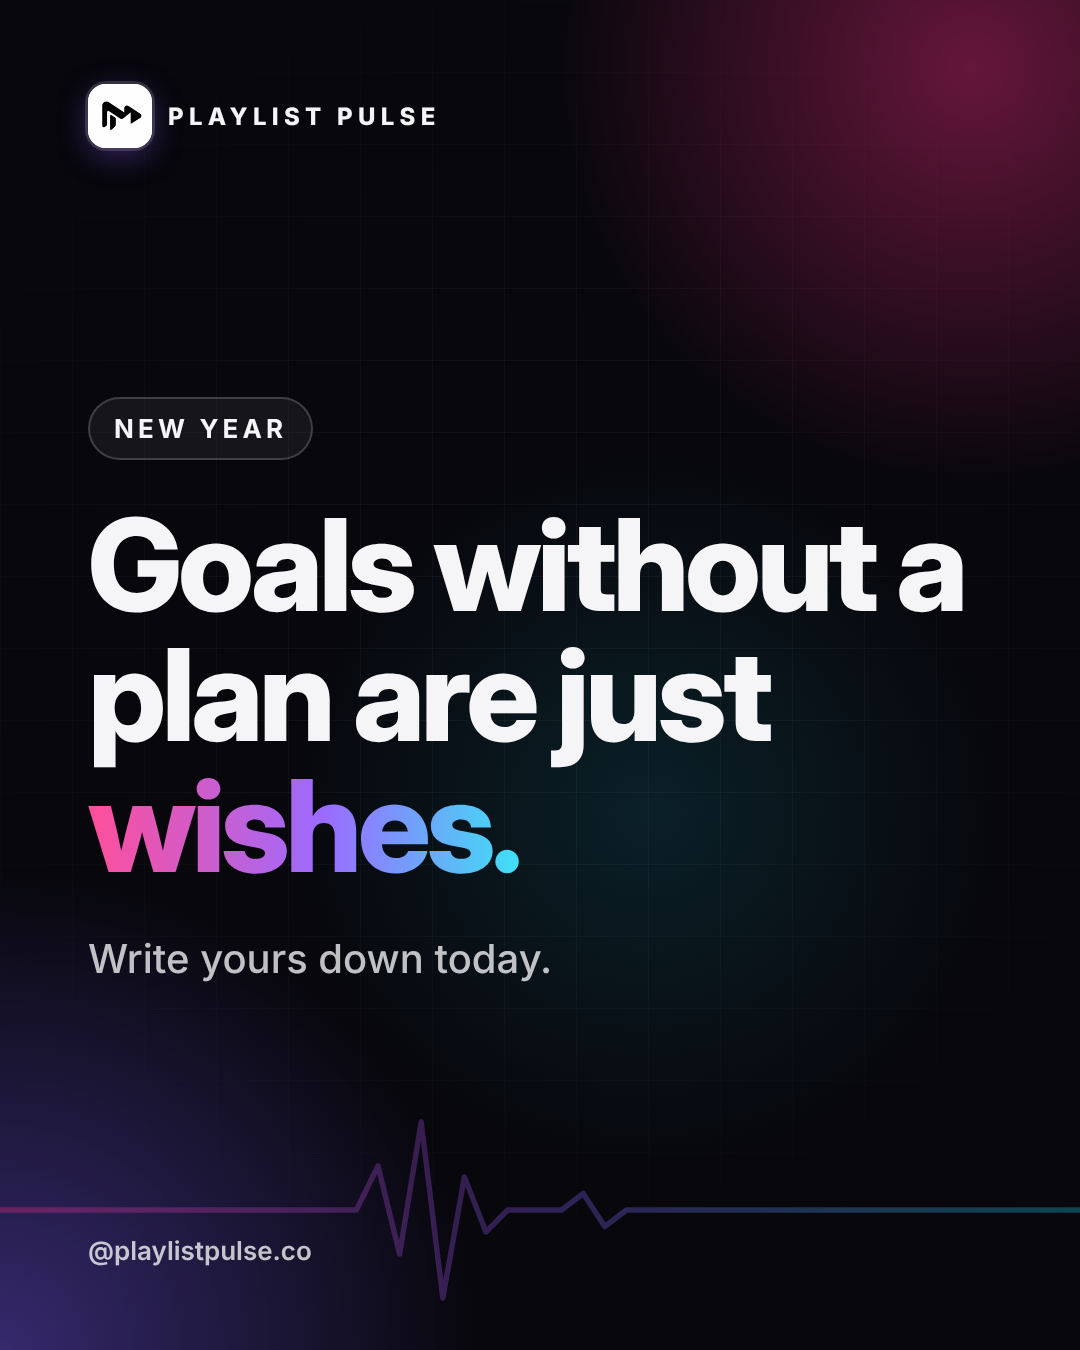 PLAYLIST PULSE
NEW YEAR
Goals without a
plan are just
wishes.
Write yours down today.
@playlistpulse.co